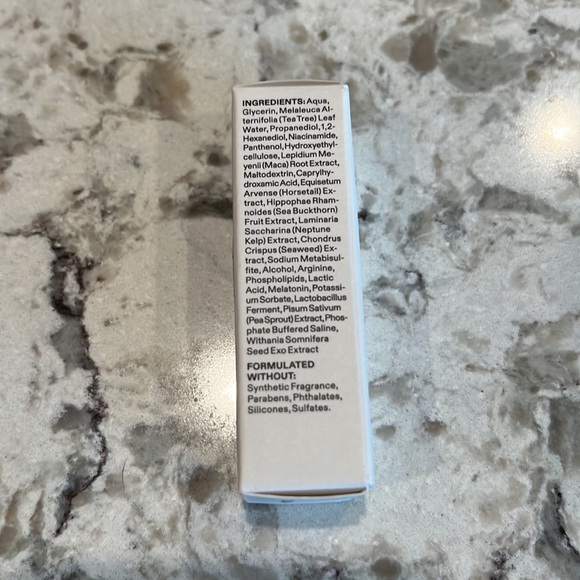 INGREDIENTS: Aqua,
Glycerin, Melaleuca Al-
ternifolia (Tea Tree) Leaf
Water, Propanediol, 1,2-
Hexanediol, Niacinamide,
Panthenol, Hydroxyethyl-
cellulose, Lepidium Me-
yenii (Maca) Root Extract,
Maltodextrin, Caprylhy-
droxamic Acid, Equisetum
Arvense (Horsetail) Ex-
tract, Hippophae Rham-
noides (Sea Buckthorn)
Fruit Extract, Laminaria
Saccharina (Neptune
Kelp) Extract, Chondrus
Crispus (Seaweed) Ex-
tract, Sodium Metabisul-
fite, Alcohol, Arginine,
Phospholipids, Lactic
Acid, Melatonin, Potassi-
um Sorbate, Lactobacillus
Ferment, Pisum Sativum
(Pea Sprout) Extract, Phos-
phate Buffered Saline,
Withania Somnifera
Seed Exo Extract
FORMULATED
WITHOUT:
Synthetic Fragrance,
Parabens, Phthalates,
Silicones, Sulfates.